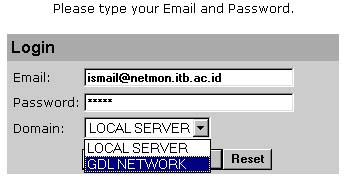 Please type your Email and Password.
Login
Email: ismail@netmon.itb.ac.id
Password: *****
Domain: LOCAL SERVER
LOCAL SERVER
GDL NETWORK
Reset